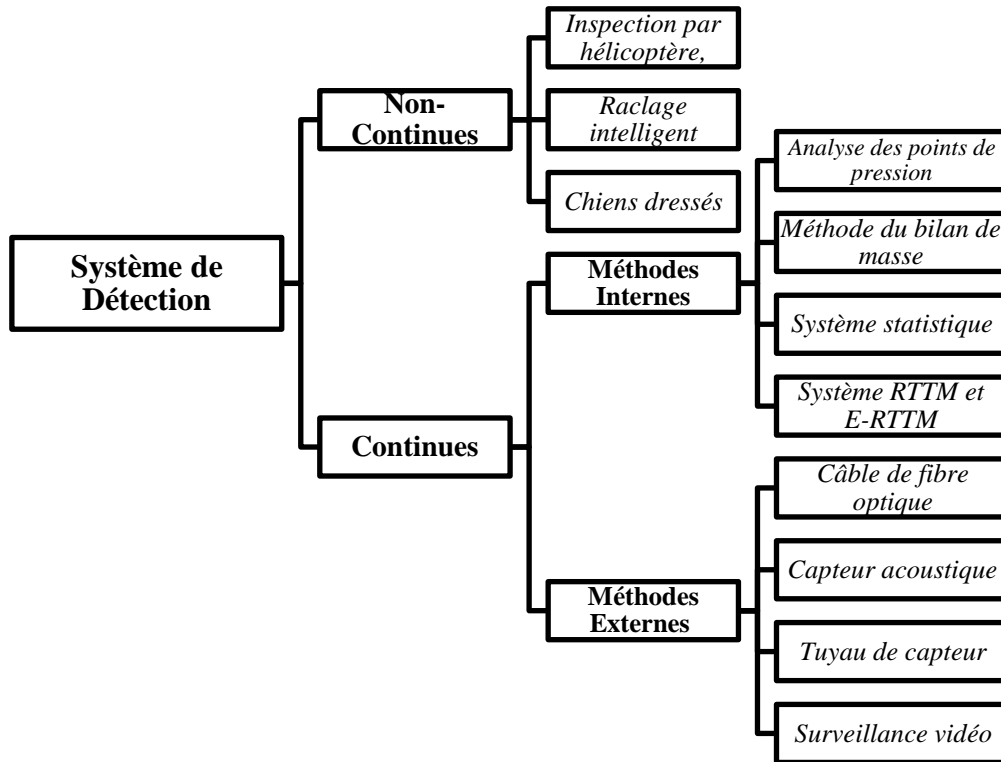 Système de
Détection
Non-
Continues
Inspection par
hélicoptère,
Raclage
intelligent
Chiens dressés
Continues
Méthodes
Internes
Analyse des points de
pression
Méthode du bilan de
masse
Système statistique
Système RTTM et
E-RTTM
Méthodes
Externes
Câble de fibre
optique
Capteur acoustique
Tuyau de capteur
Surveillance vidéo